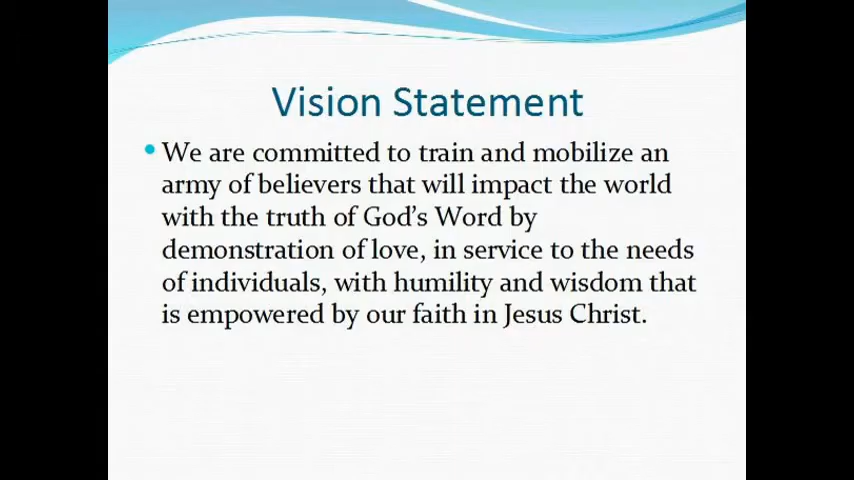 Vision Statement
• We are committed to train and mobilize an
army of believers that will impact the world
with the truth of God's Word by
demonstration of love, in service to the needs
of individuals, with humility and wisdom that
is empowered by our faith in Jesus Christ.